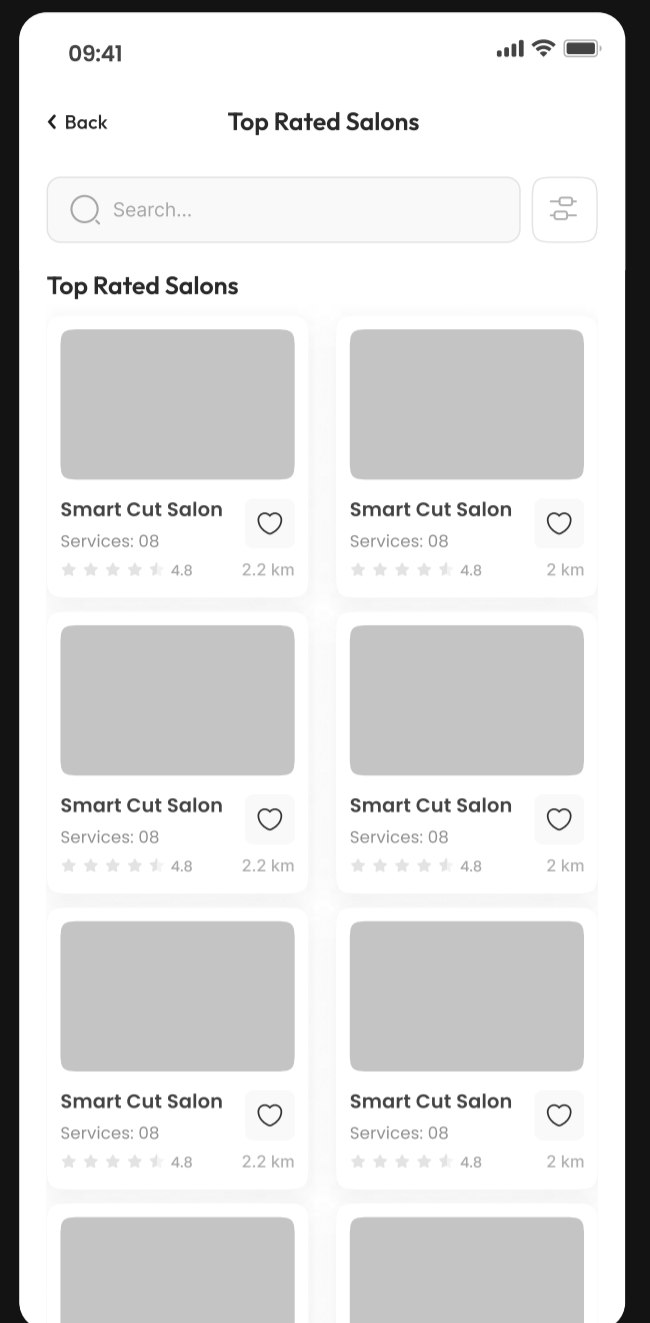 09:41
Back
Top Rated Salons
Search...
Top Rated Salons
Smart Cut Salon
Services: 08
4.8
2.2 km
Smart Cut Salon
Services: 08
4.8
2 km
Smart Cut Salon
Services: 08
4.8
2.2 km
Smart Cut Salon
Services: 08
4.8
2 km
Smart Cut Salon
Services: 08
4.8
2.2 km
Smart Cut Salon
Services: 08
4.8
2 km